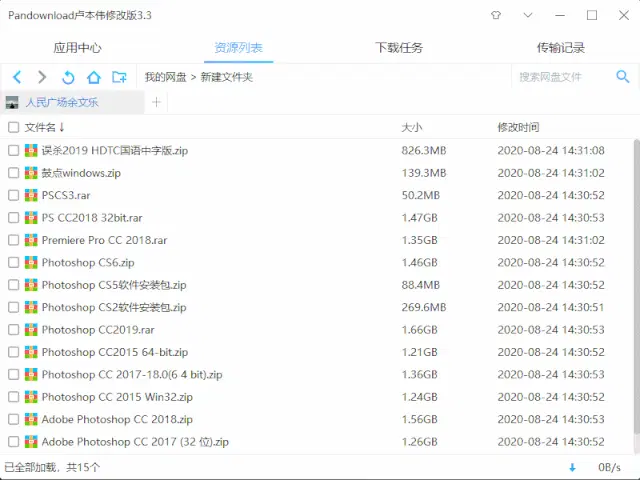 Pandownload卢本伟修改版3.3
应用中心 资源列表 下载任务 传输记录
我的网盘 > 新建文件夹 搜索网盘文件
人民广场余文乐
文件名↓ 大小 修改时间
误杀2019 HDTC国语中字版.zip 826.3MB 2020-08-24 14:31:08
鼓点windows.zip 139.3MB 2020-08-24 14:31:02
PSCS3.rar 50.2MB 2020-08-24 14:30:52
PS CC2018 32bit.rar 1.47GB 2020-08-24 14:30:53
Premiere Pro CC 2018.rar 1.35GB 2020-08-24 14:31:02
Photoshop CS6.zip 1.46GB 2020-08-24 14:30:52
Photoshop CS5软件安装包.zip 88.4MB 2020-08-24 14:30:52
Photoshop CS2软件安装包.zip 269.6MB 2020-08-24 14:30:51
Photoshop CC2019.rar 1.66GB 2020-08-24 14:30:53
Photoshop CC2015 64-bit.zip 1.21GB 2020-08-24 14:30:52
Photoshop CC 2017-18.0(6 4 bit).zip 1.36GB 2020-08-24 14:30:53
Photoshop CC 2015 Win32.zip 1.24GB 2020-08-24 14:30:52
Adobe Photoshop CC 2018.zip 1.56GB 2020-08-24 14:30:53
Adobe Photoshop CC 2017 (32 位).zip 1.26GB 2020-08-24 14:30:52
已全部加载，共15个 0B/s